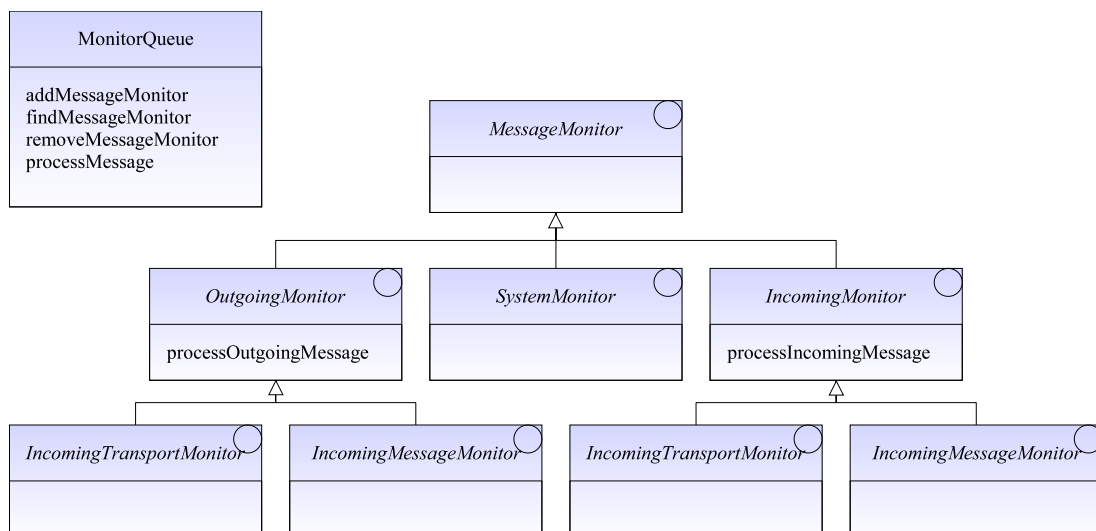 MonitorQueue
addMessageMonitor
findMessageMonitor
removeMessageMonitor
processMessage
MessageMonitor
OutgoingMonitor
SystemMonitor
IncomingMonitor
processOutgoingMessage
processIncomingMessage
IncomingTransportMonitor
IncomingMessageMonitor
IncomingTransportMonitor
IncomingMessageMonitor